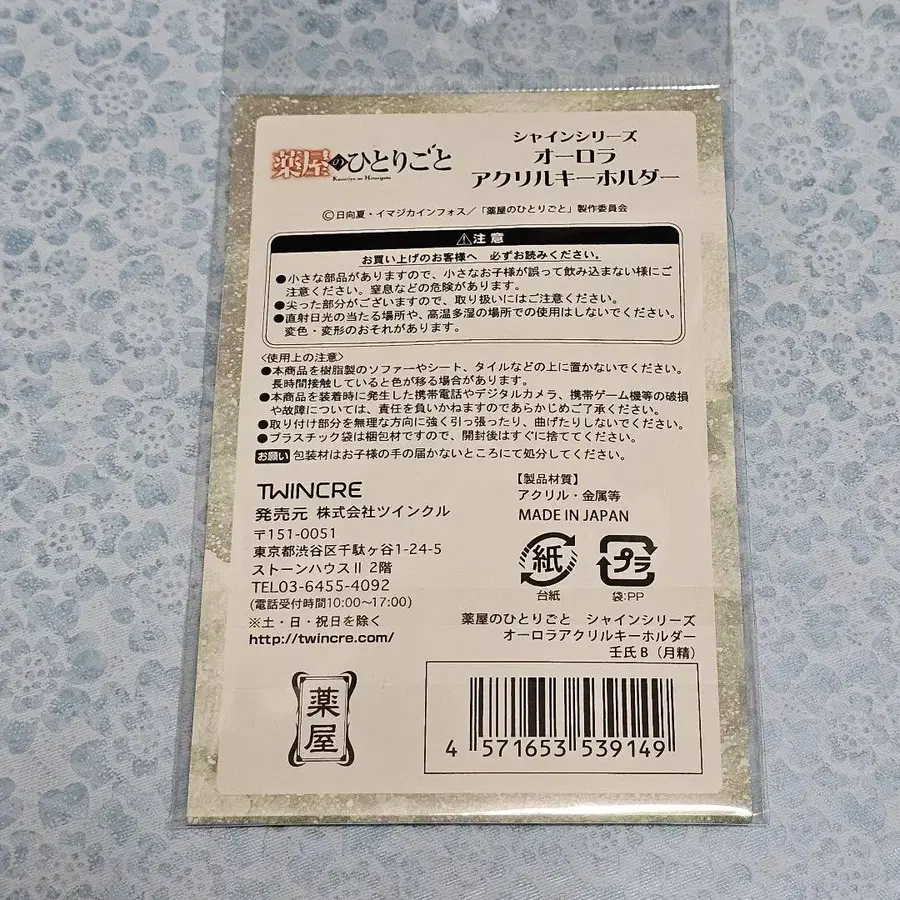 薬屋のひとりごと
Kusuriya no Hitorigoto
シャインシリーズ
オーロラ
アクリルキーホルダー
Ⓒ日向夏・イマジカインフォス/「薬屋のひとりごと」製作委員会
⚠注意
お買い上げのお客様へ 必ずお読みください。
●小さな部品がありますので、小さなお子様が誤って飲み込まない様にご
注意ください。窒息などの危険があります。
●尖った部分がございますので、取り扱いにはご注意ください。
●直射日光の当たる場所や、高温多湿の場所での使用はしないでください。
変色・変形のおそれがあります。
〈使用上の注意〉
●本商品を樹脂製のソファーやシート、タイルなどの上に置かないでください。
長時間接触していると色が移る場合があります。
●本商品を装着時に発生した携帯電話やデジタルカメラ、携帯ゲーム機等の破損
や故障については、責任を負いかねますのであらかじめご了承ください。
●取り付け部分を無理な方向に強く引っ張ったり、曲げたりしないでください。
●プラスチック袋は梱包材ですので、開封後はすぐに捨ててください。
お願い 包装材はお子様の手の届かないところにて処分してください。
TWINCRE
発売元 株式会社ツインクル
〒151-0051
東京都渋谷区千駄ヶ谷1-24-5
ストーンハウスⅡ 2階
TEL03-6455-4092
(電話受付時間10:00〜17:00)
※土・日・祝日を除く
http://twincre.com/
【製品材質】
アクリル・金属等
MADE IN JAPAN
紙
台紙
プラ
袋:PP
薬屋のひとりごと シャインシリーズ
オーロラアクリルキーホルダー
壬氏B(月精)
薬屋
4 571653 539149